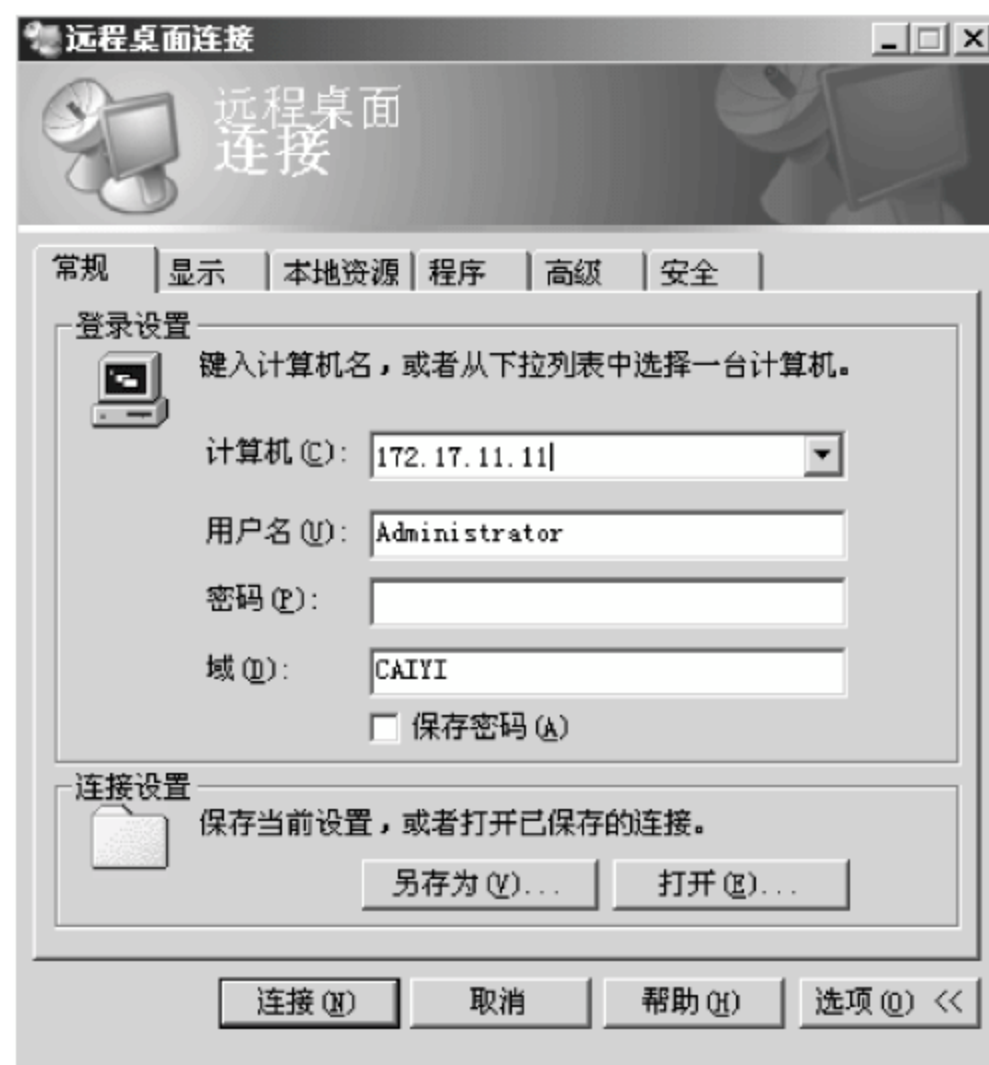 远程桌面连接
远程桌面
连接
常规 显示 本地资源 程序 高级 安全
登录设置
键入计算机名，或者从下拉列表中选择一台计算机。
计算机(C): 172.17.11.11
用户名(U): Administrator
密码(P):
域(D): CAIYI
保存密码(A)
连接设置
保存当前设置，或者打开已保存的连接。
另存为(V)... 打开(E)...
连接(N) 取消 帮助(H) 选项(O) <<